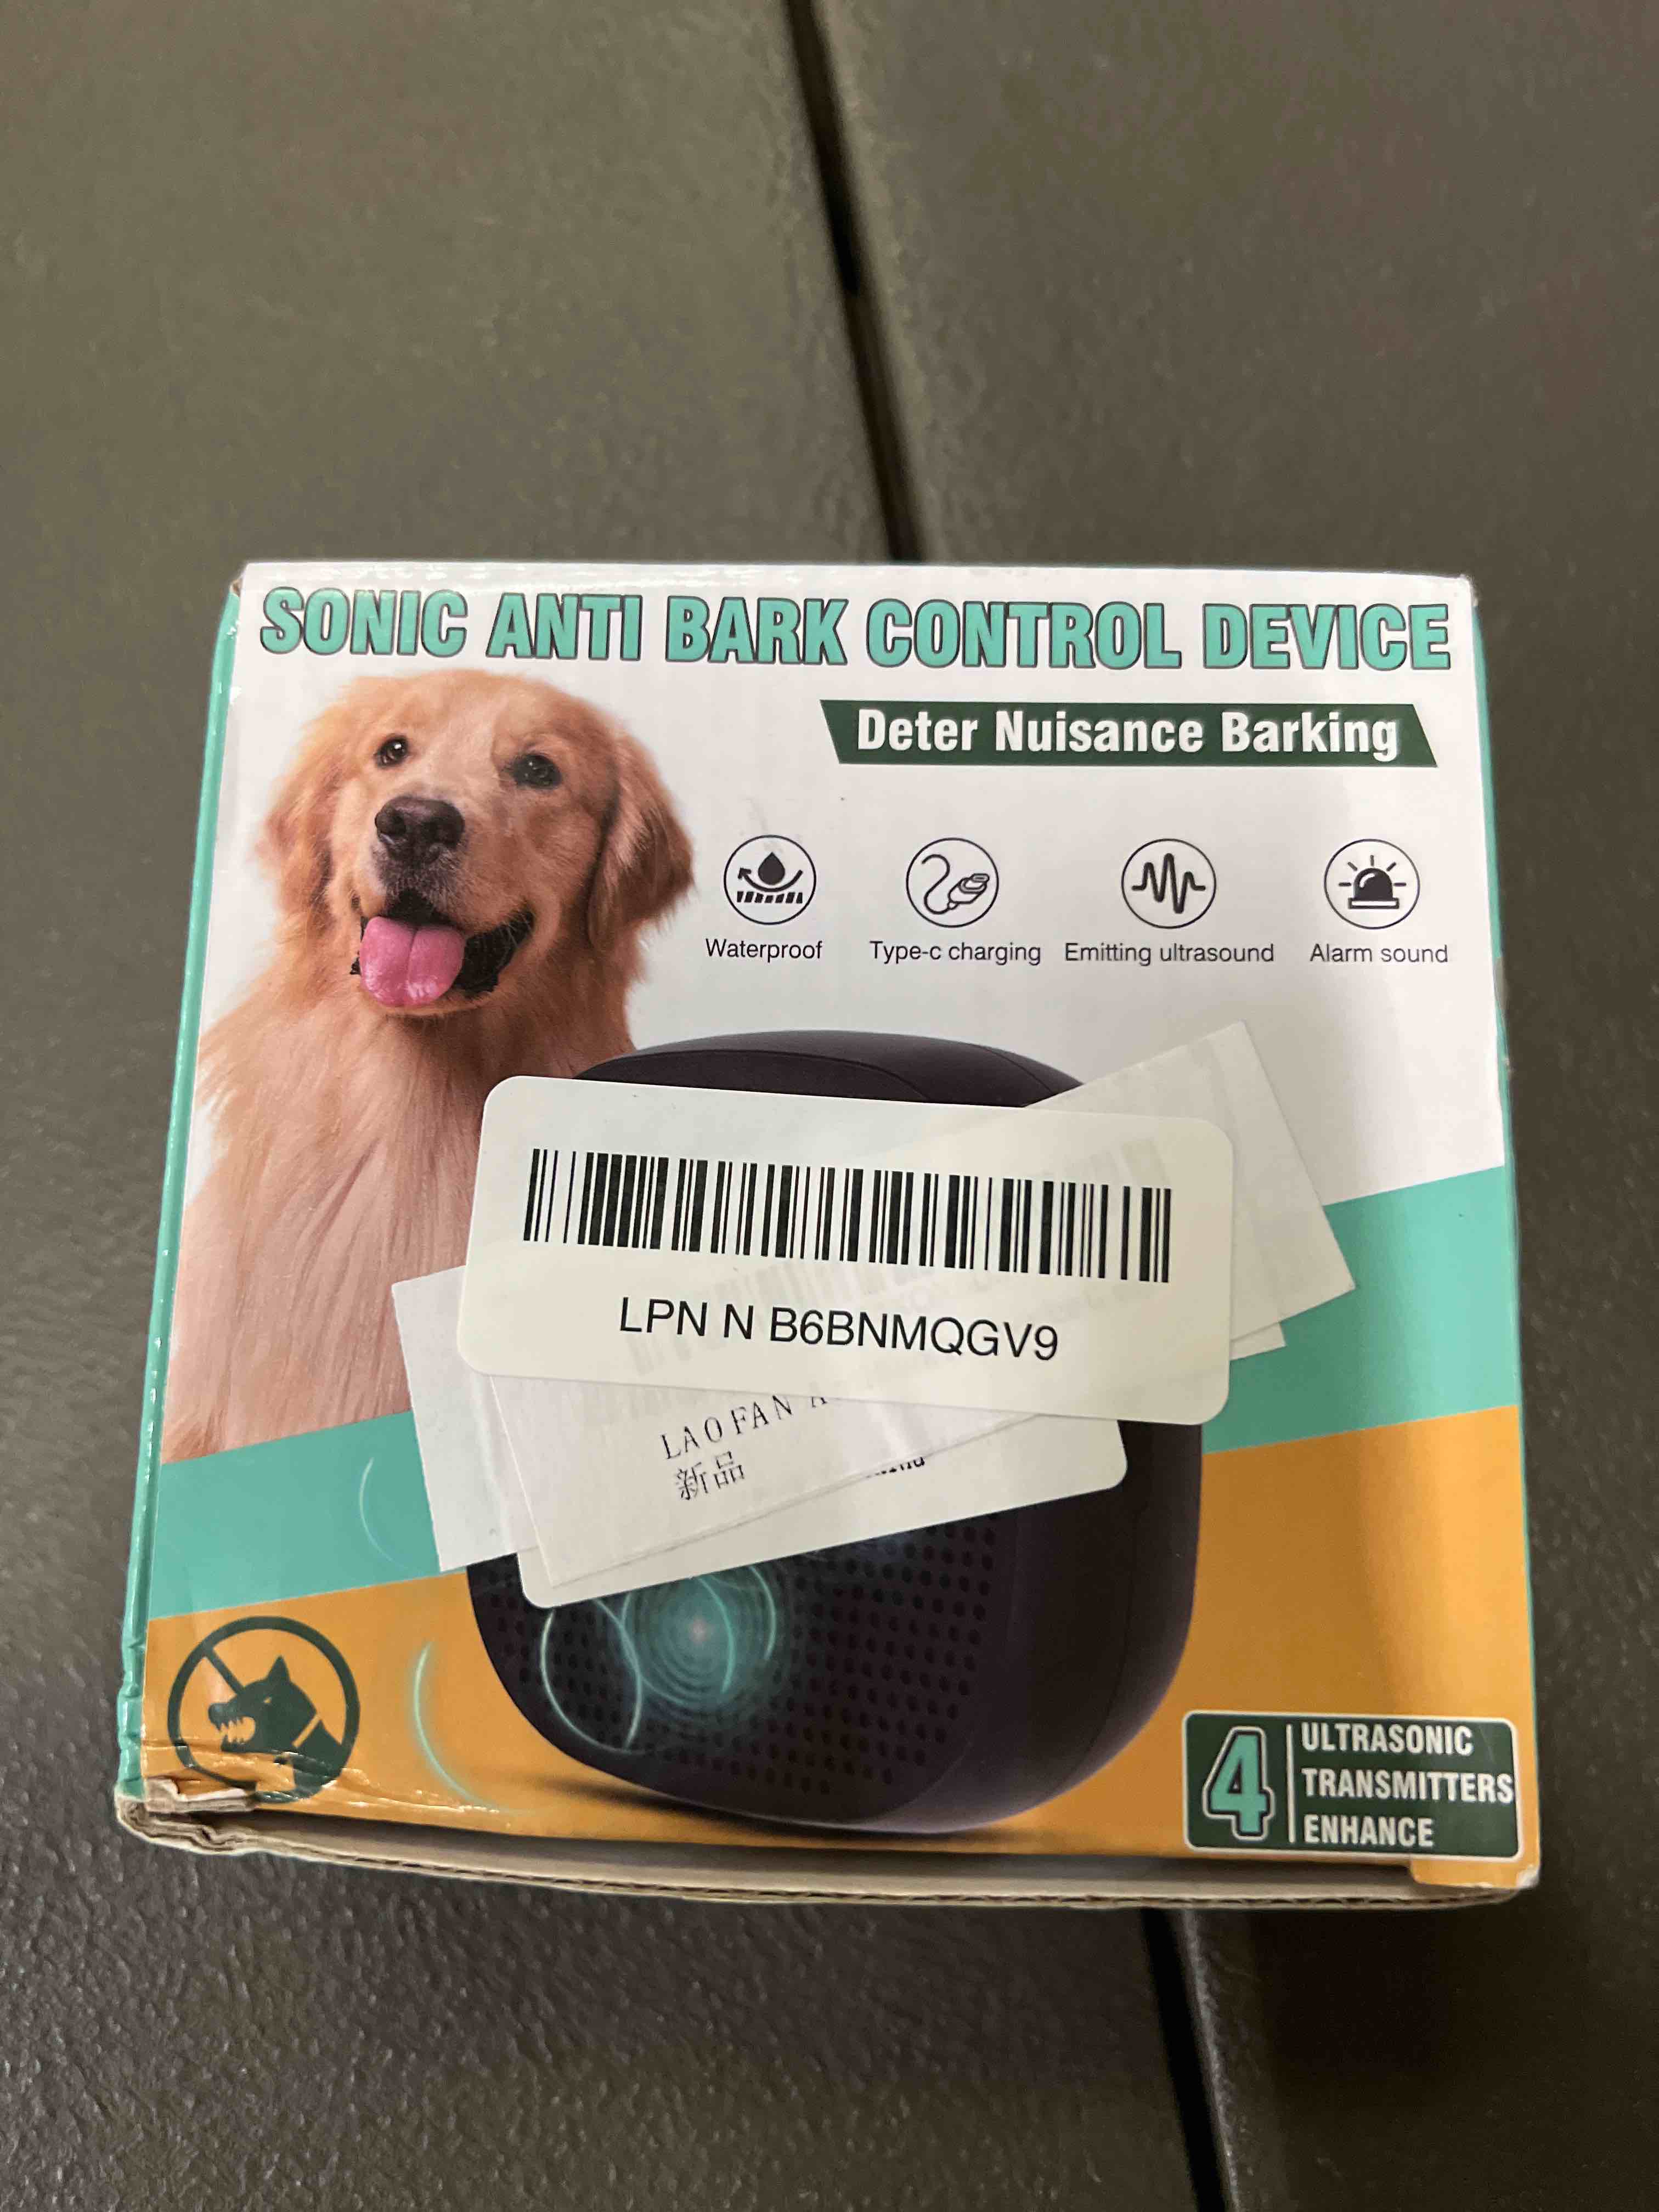 SONIC ANTI BARK CONTROL DEVICE
Deter Nuisance Barking
Waterproof
Type-c charging
Emitting ultrasound
Alarm sound
LPN N B6BNMQGV9
LAOFAN
新品
4
ULTRASONIC
TRANSMITTERS
ENHANCE